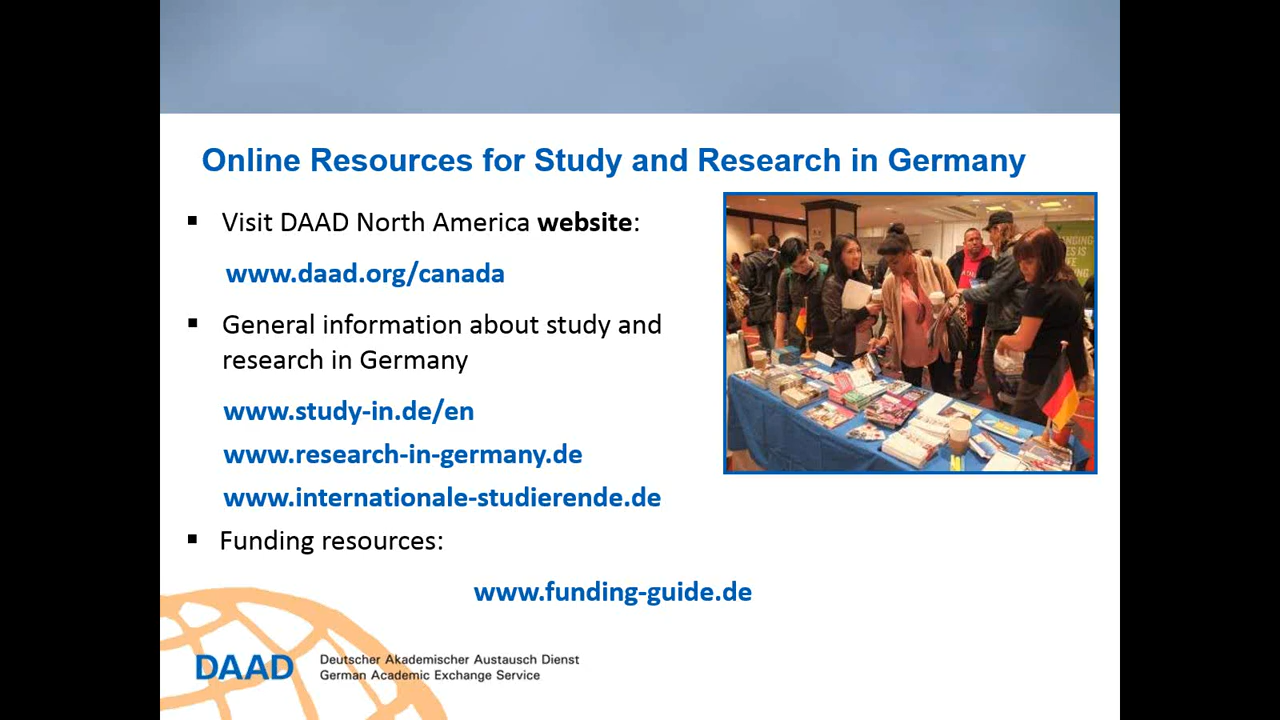 Online Resources for Study and Research in Germany
▪ Visit DAAD North America website:
www.daad.org/canada
▪ General information about study and
research in Germany
www.study-in.de/en
www.research-in-germany.de
www.internationale-studierende.de
▪ Funding resources:
www.funding-guide.de
DAAD
Deutscher Akademischer Austausch Dienst
German Academic Exchange Service